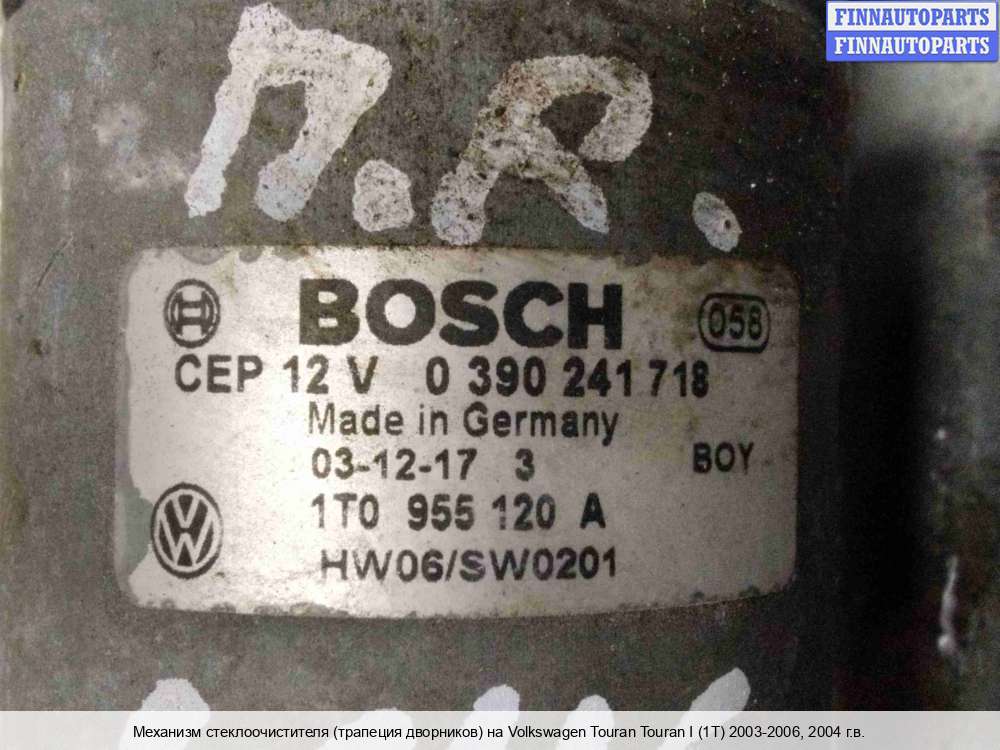 FINNAUTOPARTS
FINNAUTOPARTS
П.Я.
BOSCH 058
CEP 12 V 0 390 241 718
Made in Germany
03-12-17 3 BOY
1T0 955 120 A
HW06/SW0201
Механизм стеклоочистителя (трапеция дворников) на Volkswagen Touran Touran I (1T) 2003-2006, 2004 г.в.